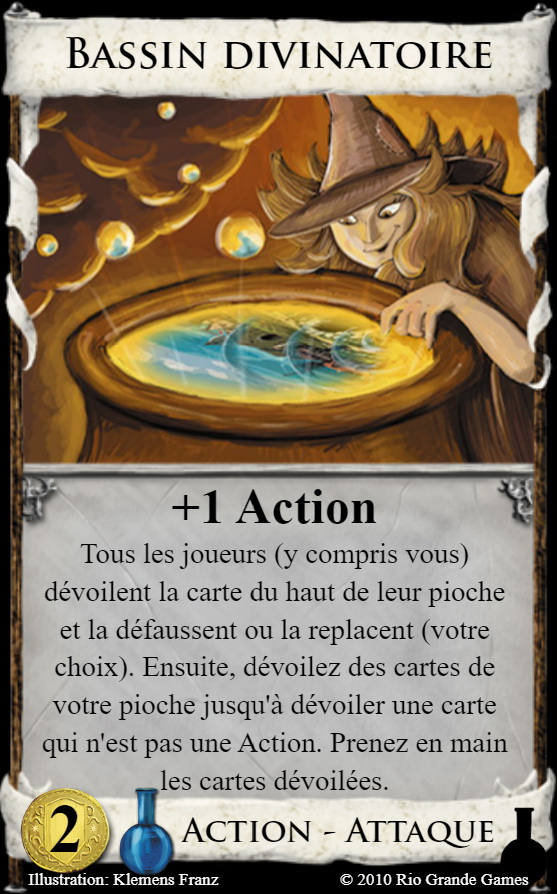 BASSIN DIVINATOIRE
+1 Action
Tous les joueurs (y compris vous)
dévoilent la carte du haut de leur pioche
et la défaussent ou la replacent (votre
choix). Ensuite, dévoilez des cartes de
votre pioche jusqu'à dévoiler une carte
qui n'est pas une Action. Prenez en main
les cartes dévoilées.
2 ACTION - ATTAQUE
Illustration: Klemens Franz © 2010 Rio Grande Games